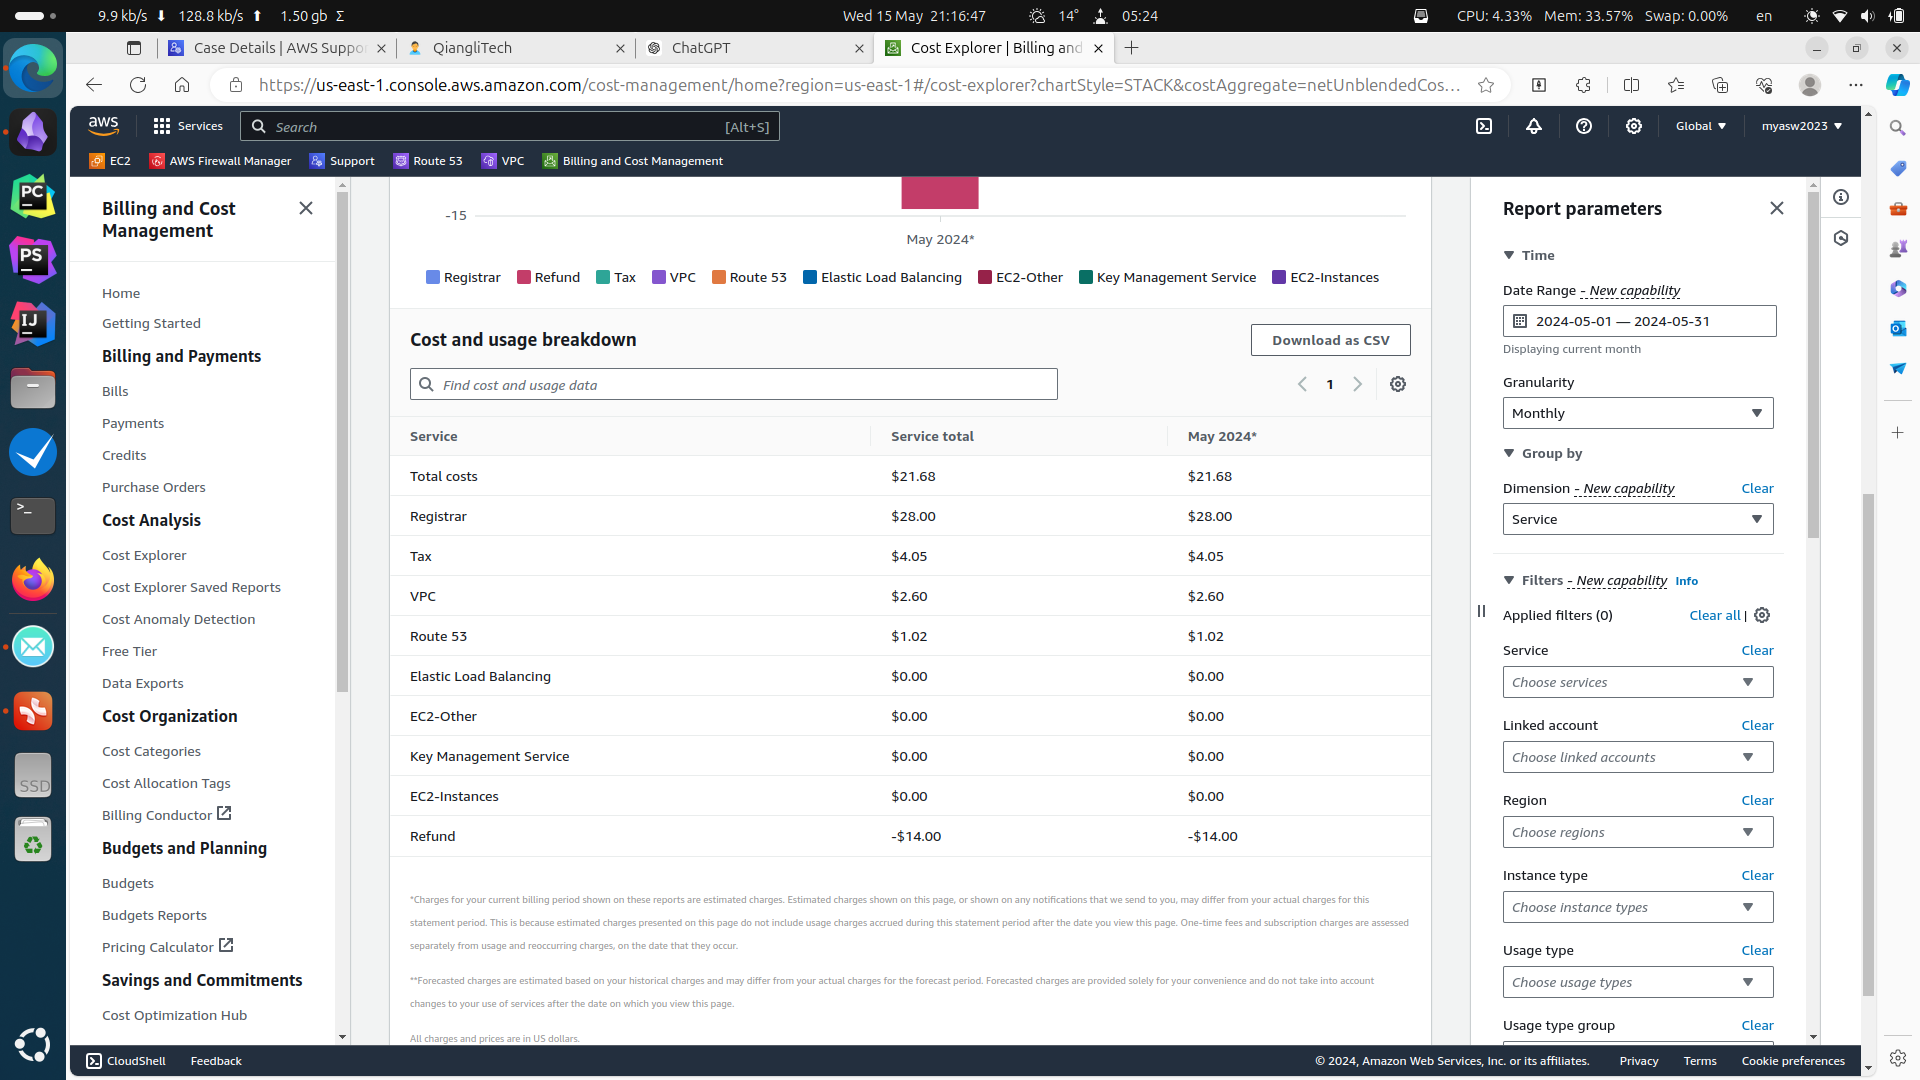 9.9 kb/s 128.8 kb/s 1.50 gb Σ Wed 15 May 21:16:47 14° 05:24 CPU: 4.33% Mem: 33.57% Swap: 0.00% en
Case Details | AWS Suppo QiangliTech ChatGPT Cost Explorer | Billing and
https://us-east-1.console.aws.amazon.com/cost-management/home?region=us-east-1#/cost-explorer?chartStyle=STACK&costAggregate=netUnblendedCos...
aws Services Search [Alt+S] Global myasw2023
EC2 AWS Firewall Manager Support Route 53 VPC Billing and Cost Management
Billing and Cost
Management
Home
Getting Started
Billing and Payments
Bills
Payments
Credits
Purchase Orders
Cost Analysis
Cost Explorer
Cost Explorer Saved Reports
Cost Anomaly Detection
Free Tier
Data Exports
Cost Organization
Cost Categories
Cost Allocation Tags
Billing Conductor
Budgets and Planning
Budgets
Budgets Reports
Pricing Calculator
Savings and Commitments
Cost Optimization Hub
-15
May 2024*
Registrar Refund Tax VPC Route 53 Elastic Load Balancing EC2-Other Key Management Service EC2-Instances
Cost and usage breakdown
Download as CSV
Find cost and usage data
1
Service Service total May 2024*
Total costs $21.68 $21.68
Registrar $28.00 $28.00
Tax $4.05 $4.05
VPC $2.60 $2.60
Route 53 $1.02 $1.02
Elastic Load Balancing $0.00 $0.00
EC2-Other $0.00 $0.00
Key Management Service $0.00 $0.00
EC2-Instances $0.00 $0.00
Refund -$14.00 -$14.00
*Charges for your current billing period shown on these reports are estimated charges. Estimated charges shown on this page, or shown on any notifications that we send to you, may differ from your actual charges for this
statement period. This is because estimated charges presented on this page do not include usage charges accrued during this statement period after the date you view this page. One-time fees and subscription charges are assessed
separately from usage and reoccurring charges, on the date that they occur.
**Forecasted charges are estimated based on your historical charges and may differ from your actual charges for the forecast period. Forecasted charges are provided solely for your convenience and do not take into account
changes to your use of services after the date on which you view this page.
All charges and prices are in US dollars.
Report parameters
Time
Date Range - New capability
2024-05-01 — 2024-05-31
Displaying current month
Granularity
Monthly
Group by
Dimension - New capability Clear
Service
Filters - New capability Info
Applied filters (0) Clear all |
Service Clear
Choose services
Linked account Clear
Choose linked accounts
Region Clear
Choose regions
Instance type Clear
Choose instance types
Usage type Clear
Choose usage types
Usage type group Clear
PC
PS
IJ
>_
SSD
CloudShell Feedback © 2024, Amazon Web Services, Inc. or its affiliates. Privacy Terms Cookie preferences